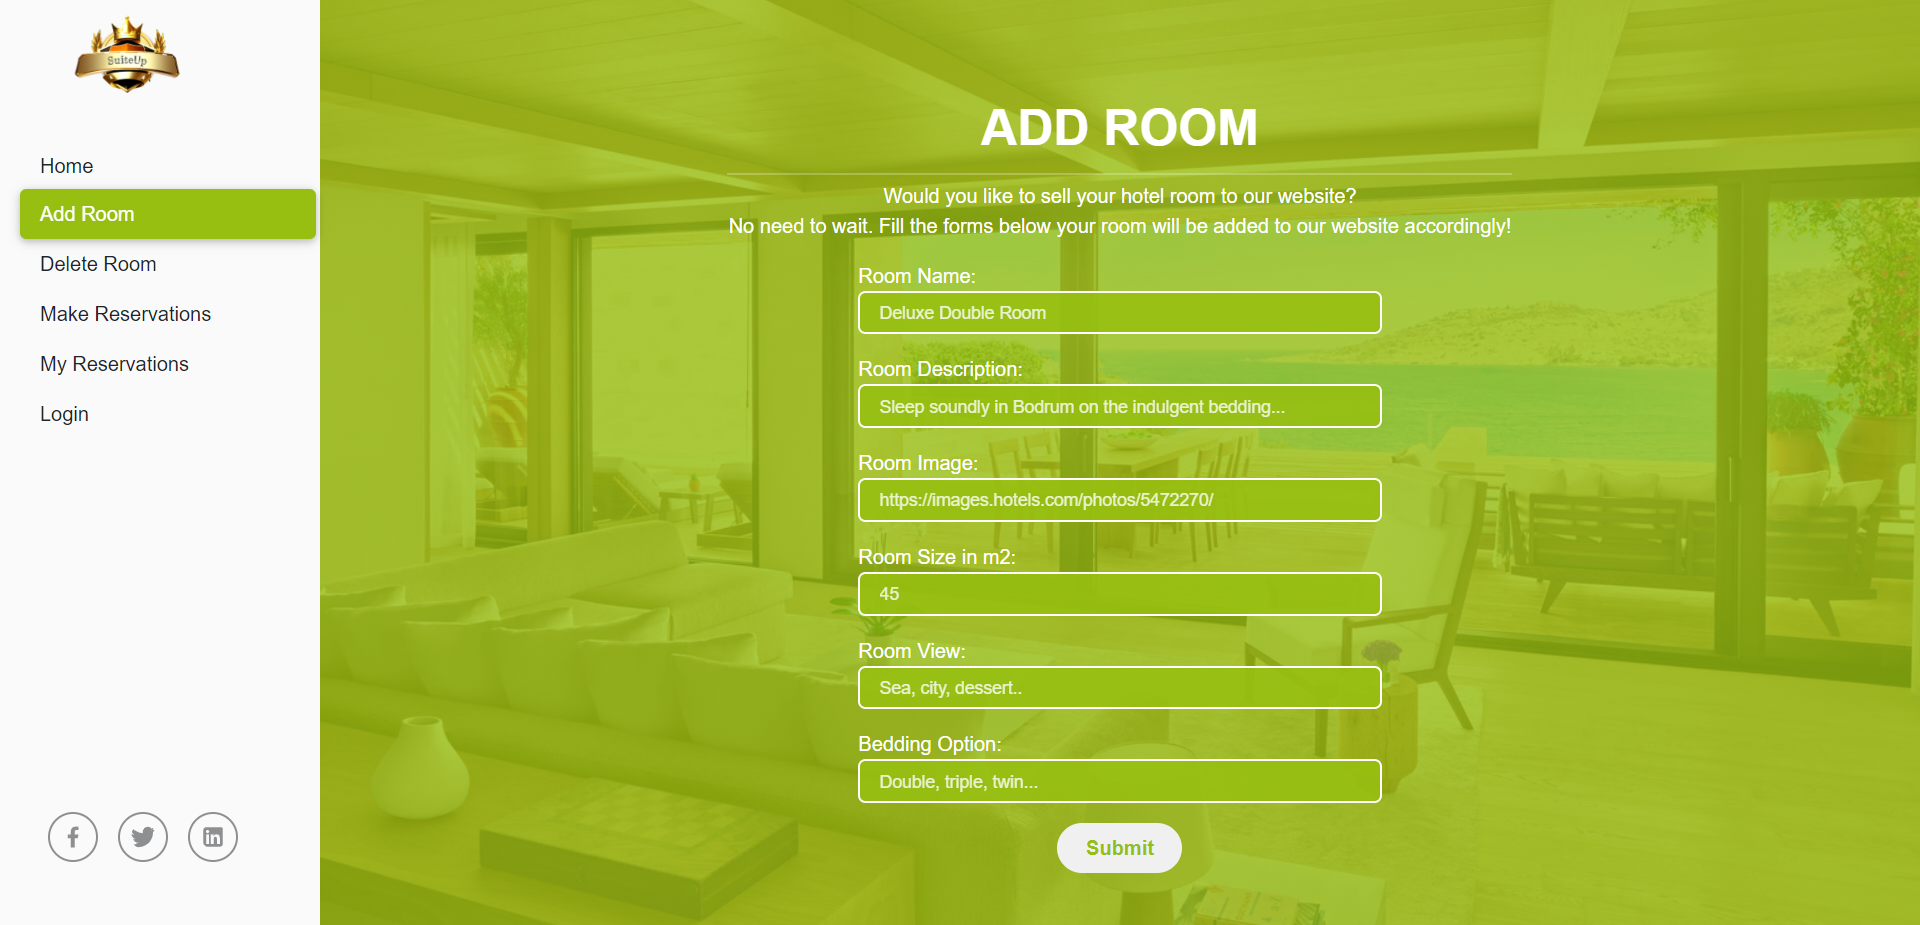 SuiteUp
Home
Add Room
Delete Room
Make Reservations
My Reservations
Login
ADD ROOM
Would you like to sell your hotel room to our website?
No need to wait. Fill the forms below your room will be added to our website accordingly!
Room Name:
Deluxe Double Room
Room Description:
Sleep soundly in Bodrum on the indulgent bedding...
Room Image:
https://images.hotels.com/photos/5472270/
Room Size in m2:
45
Room View:
Sea, city, dessert..
Bedding Option:
Double, triple, twin...
Submit